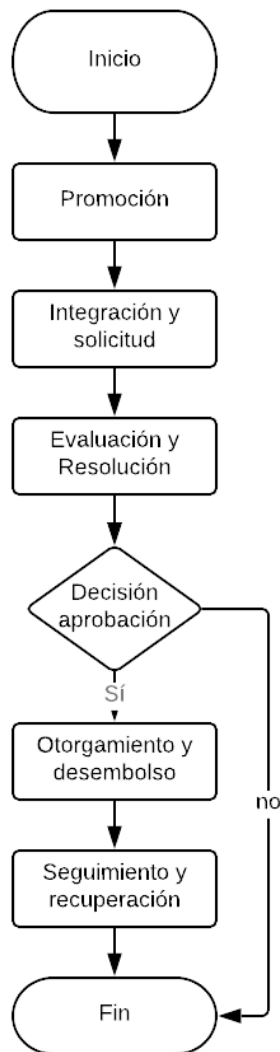 Inicio
Promoción
Integración y
solicitud
Evaluación y
Resolución
Decisión
aprobación
Sí
Otorgamiento y
desembolso
no
Seguimiento y
recuperación
Fin